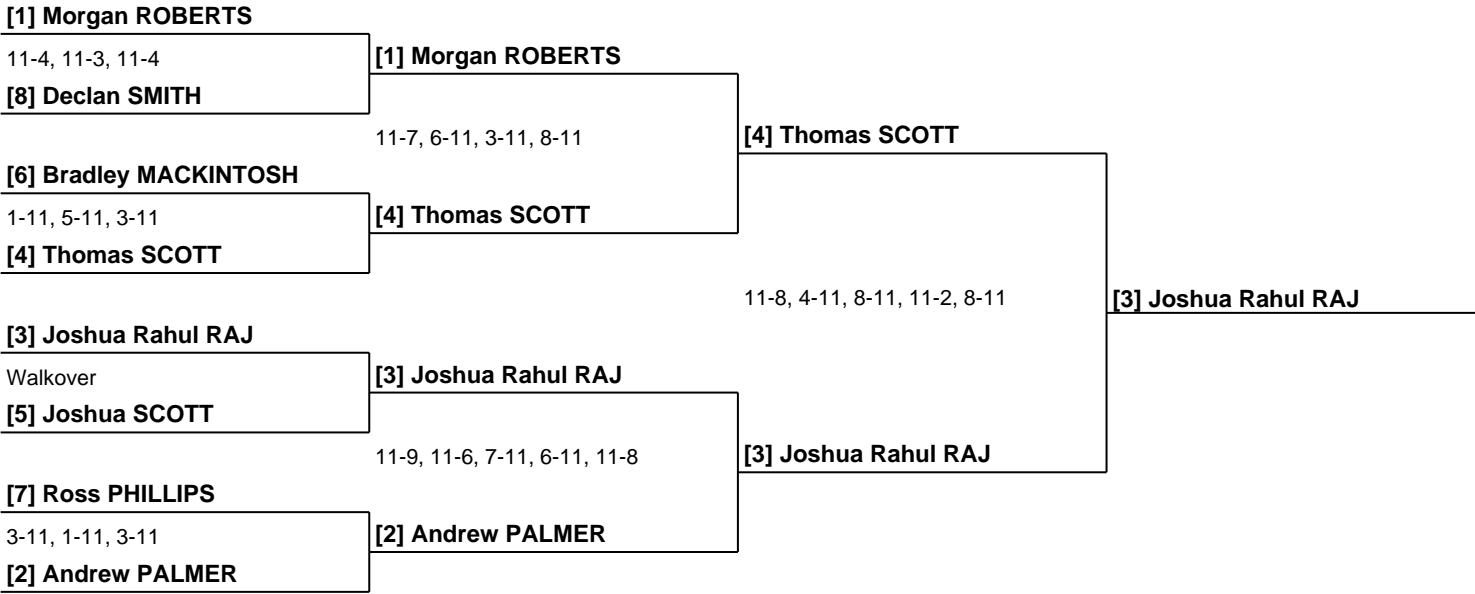 [1] Morgan ROBERTS
11-4, 11-3, 11-4
[8] Declan SMITH
[6] Bradley MACKINTOSH
1-11, 5-11, 3-11
[4] Thomas SCOTT
[3] Joshua Rahul RAJ
Walkover
[5] Joshua SCOTT
[7] Ross PHILLIPS
3-11, 1-11, 3-11
[2] Andrew PALMER
[1] Morgan ROBERTS
11-7, 6-11, 3-11, 8-11
[4] Thomas SCOTT
[3] Joshua Rahul RAJ
11-9, 11-6, 7-11, 6-11, 11-8
[2] Andrew PALMER
[4] Thomas SCOTT
11-8, 4-11, 8-11, 11-2, 8-11
[3] Joshua Rahul RAJ
[3] Joshua Rahul RAJ